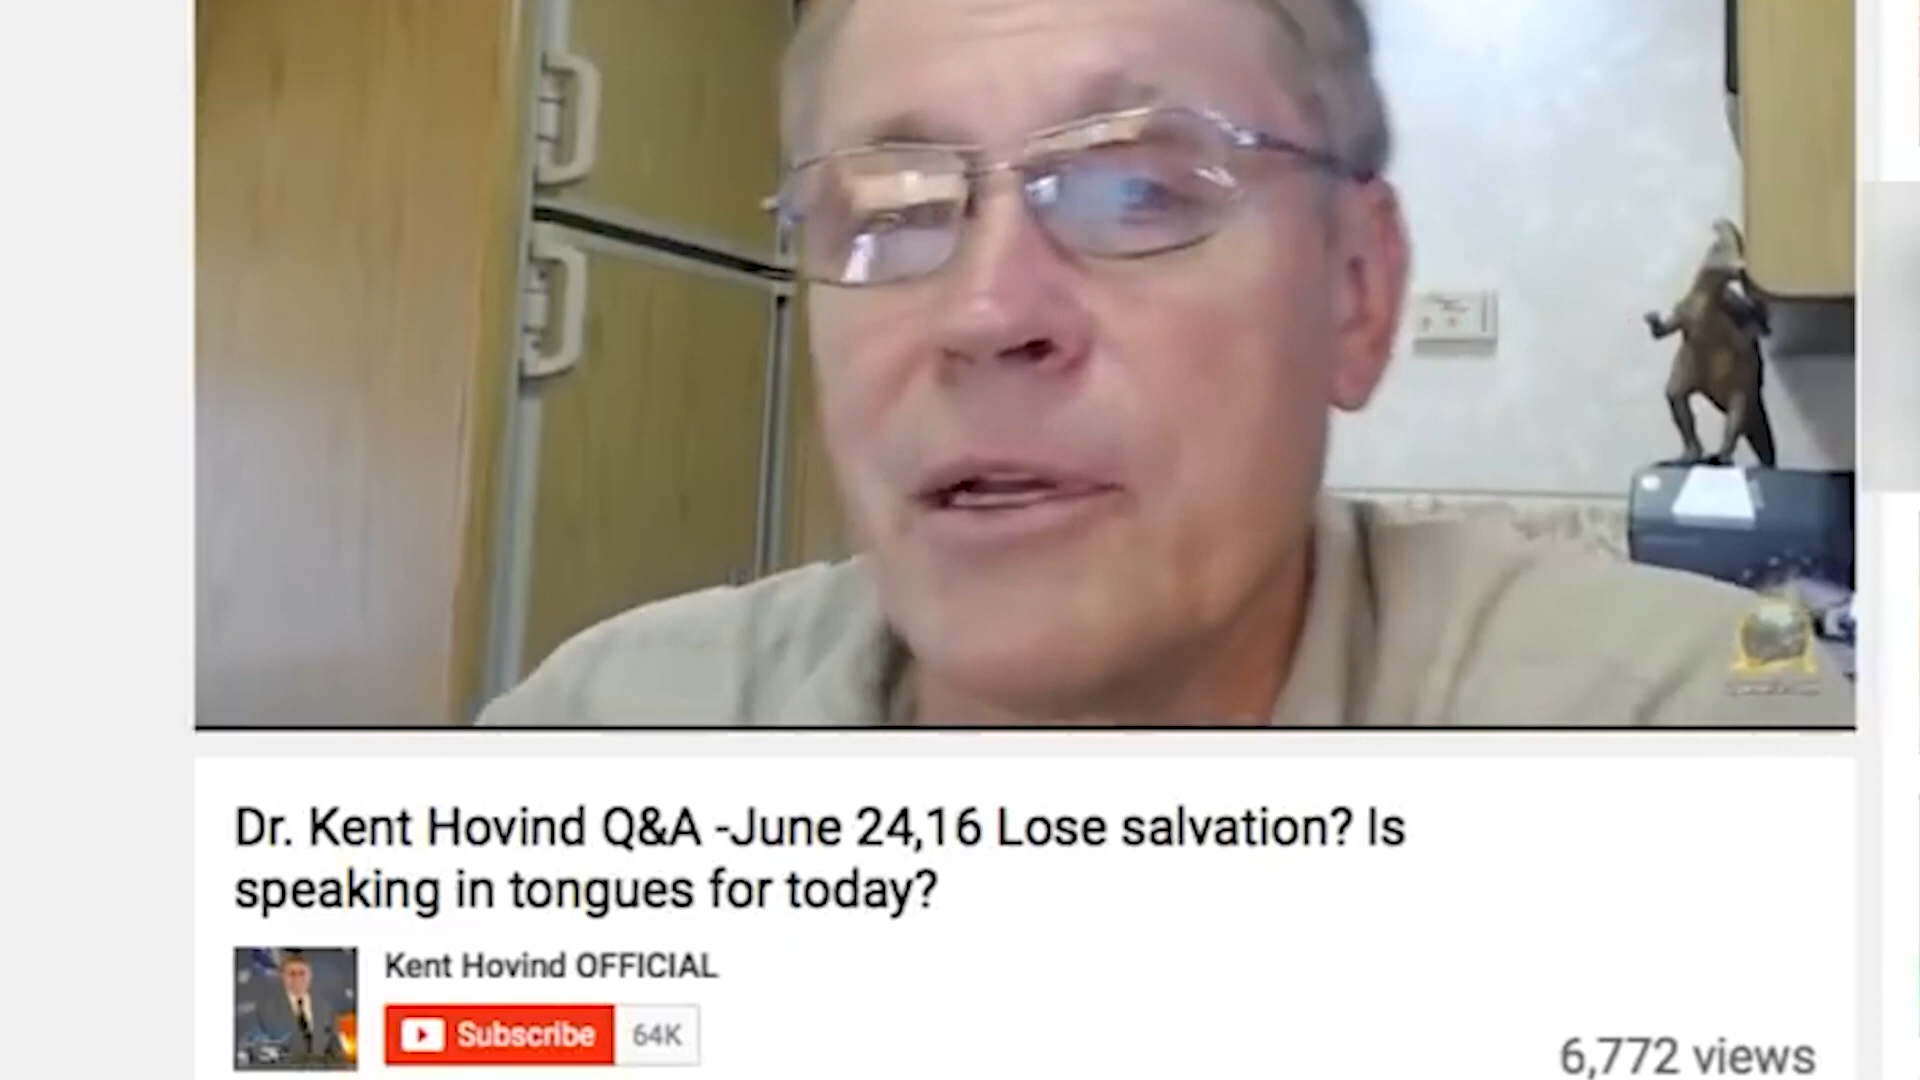 Dr. Kent Hovind Q&A -June 24,16 Lose salvation? Is
speaking in tongues for today?
Kent Hovind OFFICIAL
Subscribe 64K
6,772 views